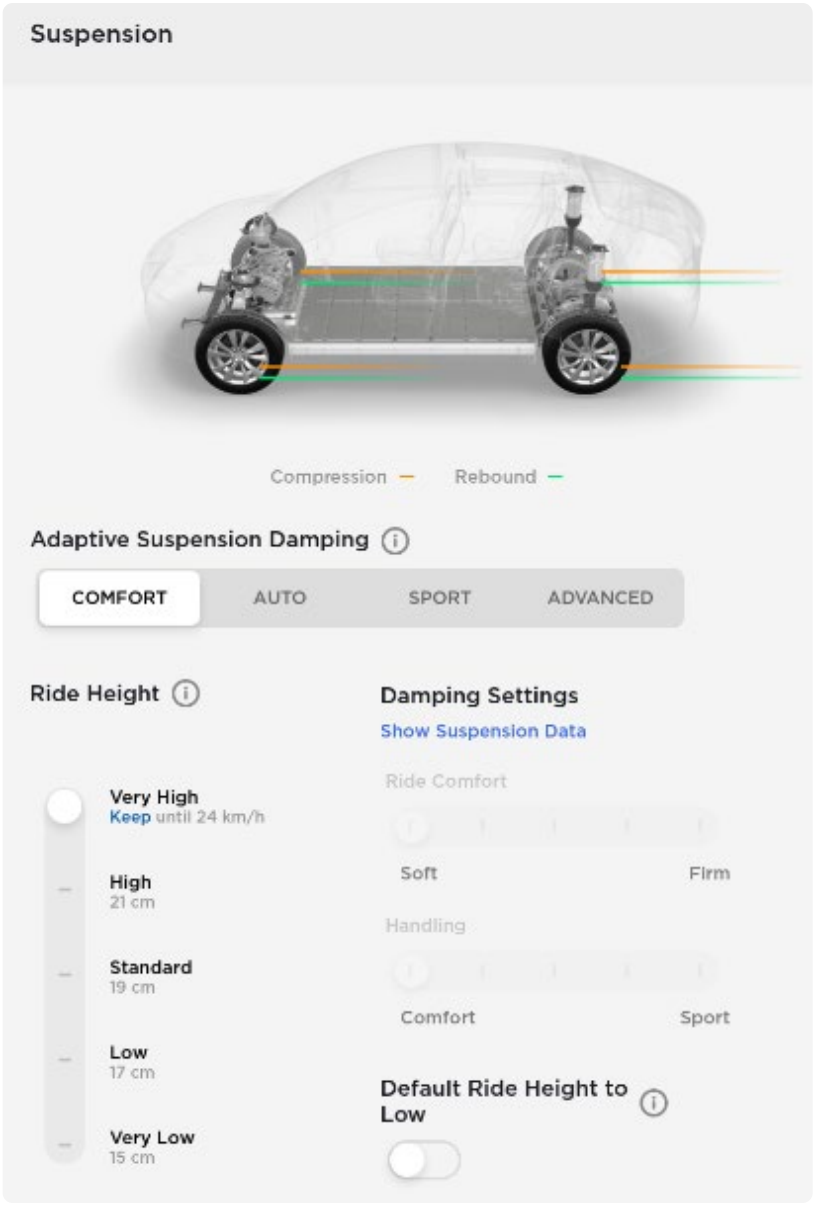 Suspension
Compression
Rebound
Adaptive Suspension Damping
COMFORT
AUTO
SPORT
ADVANCED
Ride Height
Very High
Keep until 24 km/h
High
21 cm
Standard
19 cm
Low
17 cm
Very Low
15 cm
Damping Settings
Show Suspension Data
Ride Comfort
Soft
Firm
Handling
Comfort
Sport
Default Ride Height to
Low